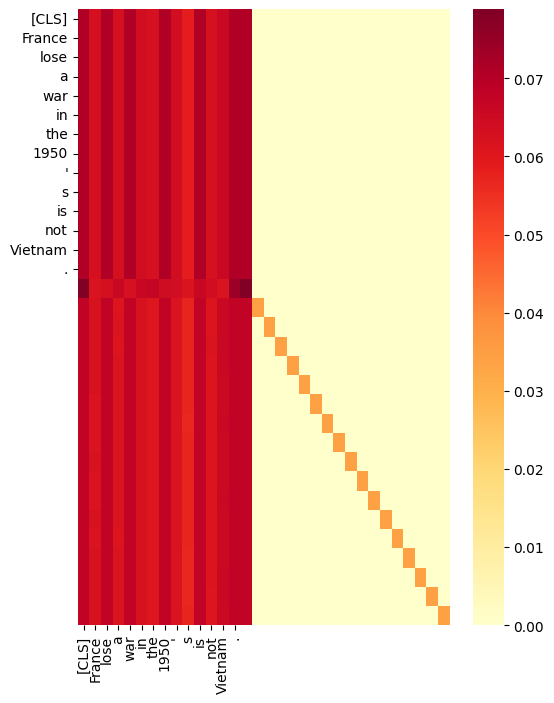 [CLS]
France
lose
a
war
in
the
1950
'
s
is
not
Vietnam
.
[CLS]
France
lose
a
war
in
the
1950
'
s
is
not
Vietnam
.
0.07
0.06
0.05
0.04
0.03
0.02
0.01
0.00